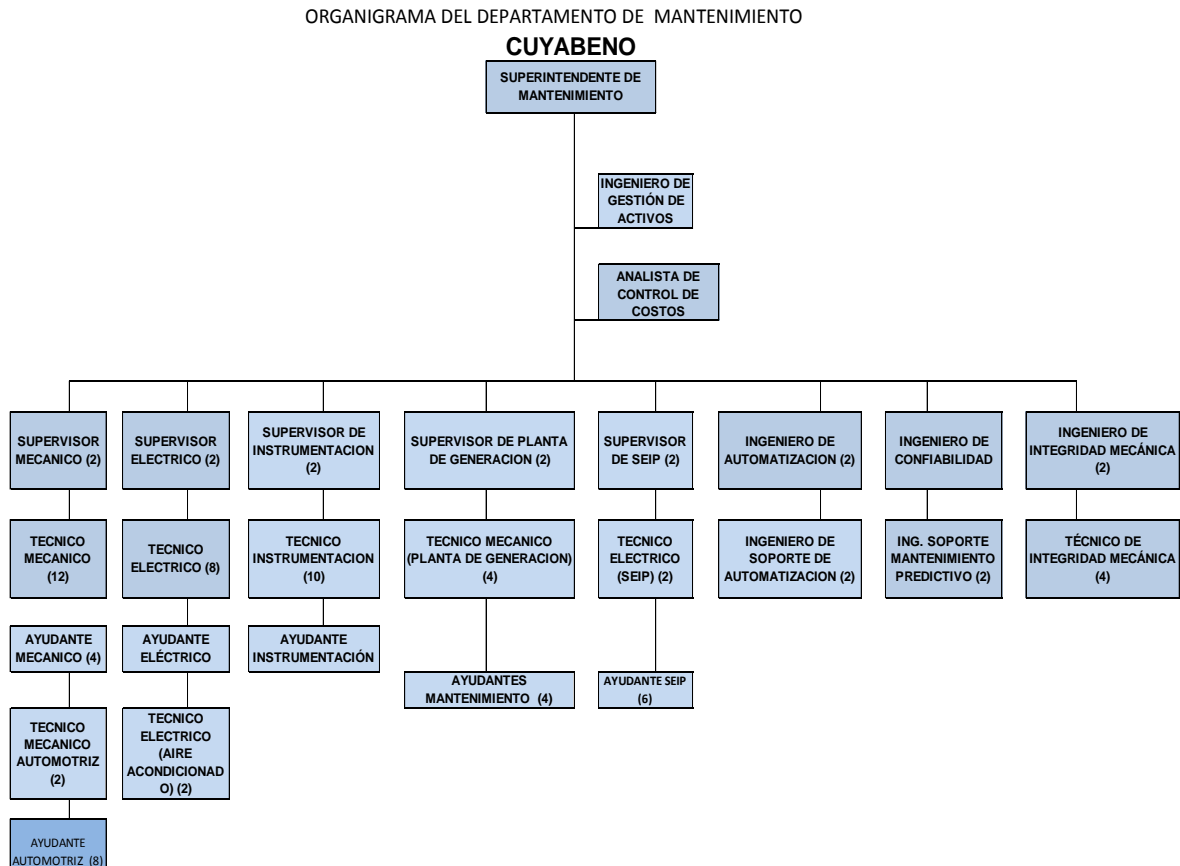 ORGANIGRAMA DEL DEPARTAMENTO DE MANTENIMIENTO
CUYABENO
SUPERINTENDENTE DE
MANTENIMIENTO
INGENIERO DE
GESTIÓN DE
ACTIVOS
ANALISTA DE
CONTROL DE
COSTOS
SUPERVISOR
MECANICO (2)
SUPERVISOR
ELECTRICO (2)
SUPERVISOR DE
INSTRUMENTACION
(2)
SUPERVISOR DE PLANTA
DE GENERACION (2)
SUPERVISOR
DE SEIP (2)
INGENIERO DE
AUTOMATIZACION (2)
INGENIERO DE
CONFIABILIDAD
INGENIERO DE
INTEGRIDAD MECÁNICA
(2)
TECNICO
MECANICO
(12)
TECNICO
ELECTRICO (8)
TECNICO
INSTRUMENTACION
(10)
TECNICO MECANICO
(PLANTA DE GENERACION)
(4)
TECNICO
ELECTRICO
(SEIP) (2)
INGENIERO DE
SOPORTE DE
AUTOMATIZACION (2)
ING. SOPORTE
MANTENIMIENTO
PREDICTIVO (2)
TÉCNICO DE
INTEGRIDAD MECÁNICA
(4)
AYUDANTE
MECANICO (4)
AYUDANTE
ELÉCTRICO
AYUDANTE
INSTRUMENTACIÓN
AYUDANTES
MANTENIMIENTO (4)
AYUDANTE SEIP
(6)
TECNICO
MECANICO
AUTOMOTRIZ
(2)
TECNICO
ELECTRICO
(AIRE
ACONDICIONAD
O) (2)
AYUDANTE
AUTOMOTRIZ (8)